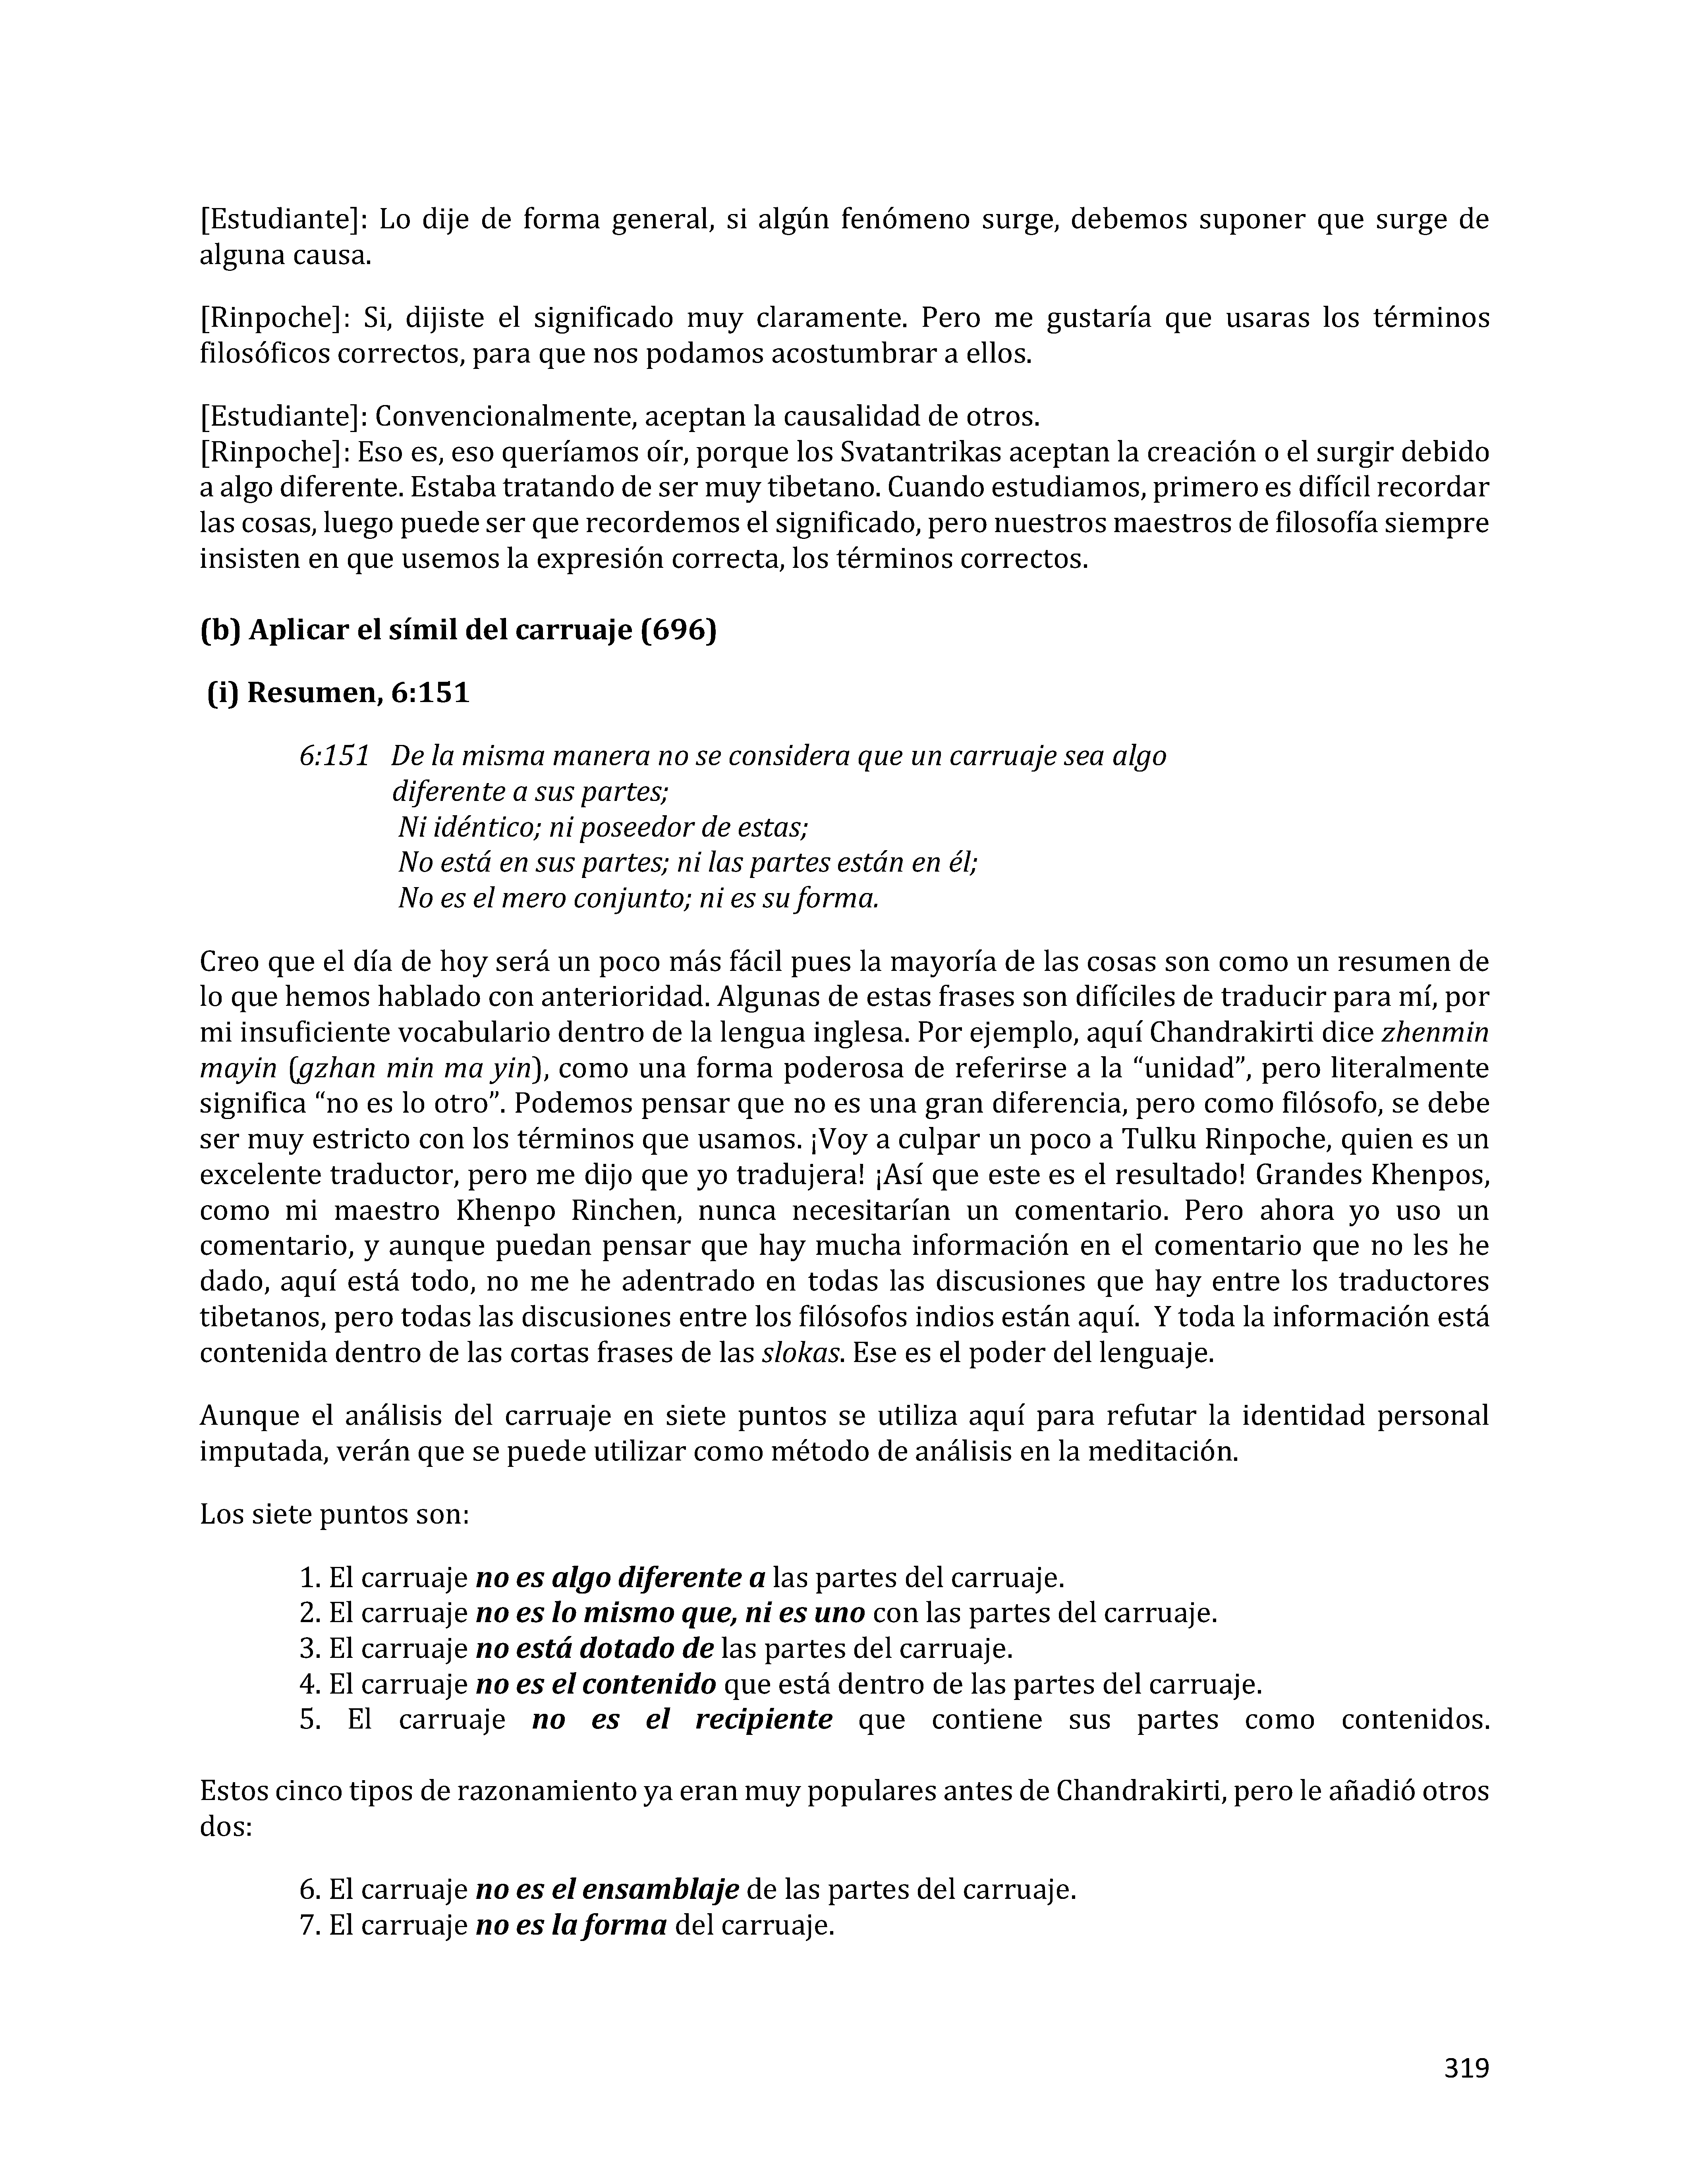 [Estudiante]: Lo dije de forma general, si algún fenómeno surge, debemos suponer que surge de
alguna causa.
[Rinpoche]: Si, dijiste el significado muy claramente. Pero me gustaría que usaras los términos
filosóficos correctos, para que nos podamos acostumbrar a ellos.
[Estudiante]: Convencionalmente, aceptan la causalidad de otros.
[Rinpoche]: Eso es, eso queríamos oír, porque los Svatantrikas aceptan la creación o el surgir debido
a algo diferente. Estaba tratando de ser muy tibetano. Cuando estudiamos, primero es difícil recordar
las cosas, luego puede ser que recordemos el significado, pero nuestros maestros de filosofía siempre
insisten en que usemos la expresión correcta, los términos correctos.
(b) Aplicar el símil del carruaje (696)
(i) Resumen, 6:151
6:151 De la misma manera no se considera que un carruaje sea algo
diferente a sus partes;
Ni idéntico; ni poseedor de estas;
No está en sus partes; ni las partes están en él;
No es el mero conjunto; ni es su forma.
Creo que el día de hoy será un poco más fácil pues la mayoría de las cosas son como un resumen de
lo que hemos hablado con anterioridad. Algunas de estas frases son difíciles de traducir para mí, por
mi insuficiente vocabulario dentro de la lengua inglesa. Por ejemplo, aquí Chandrakirti dice zhenmin
mayin (gzhan min ma yin), como una forma poderosa de referirse a la “unidad”, pero literalmente
significa “no es lo otro”. Podemos pensar que no es una gran diferencia, pero como filósofo, se debe
ser muy estricto con los términos que usamos. ¡Voy a culpar un poco a Tulku Rinpoche, quien es un
excelente traductor, pero me dijo que yo tradujera! ¡Así que este es el resultado! Grandes Khenpos,
como mi maestro Khenpo Rinchen, nunca necesitarían un comentario. Pero ahora yo uso un
comentario, y aunque puedan pensar que hay mucha información en el comentario que no les he
dado, aquí está todo, no me he adentrado en todas las discusiones que hay entre los traductores
tibetanos, pero todas las discusiones entre los filósofos indios están aquí. Y toda la información está
contenida dentro de las cortas frases de las slokas. Ese es el poder del lenguaje.
Aunque el análisis del carruaje en siete puntos se utiliza aquí para refutar la identidad personal
imputada, verán que se puede utilizar como método de análisis en la meditación.
Los siete puntos son:
1. El carruaje no es algo diferente a las partes del carruaje.
2. El carruaje no es lo mismo que, ni es uno con las partes del carruaje.
3. El carruaje no está dotado de las partes del carruaje.
4. El carruaje no es el contenido que está dentro de las partes del carruaje.
5. El carruaje no es el recipiente que contiene sus partes como contenidos.
Estos cinco tipos de razonamiento ya eran muy populares antes de Chandrakirti, pero le añadió otros
dos:
6. El carruaje no es el ensamblaje de las partes del carruaje.
7. El carruaje no es la forma del carruaje.
319